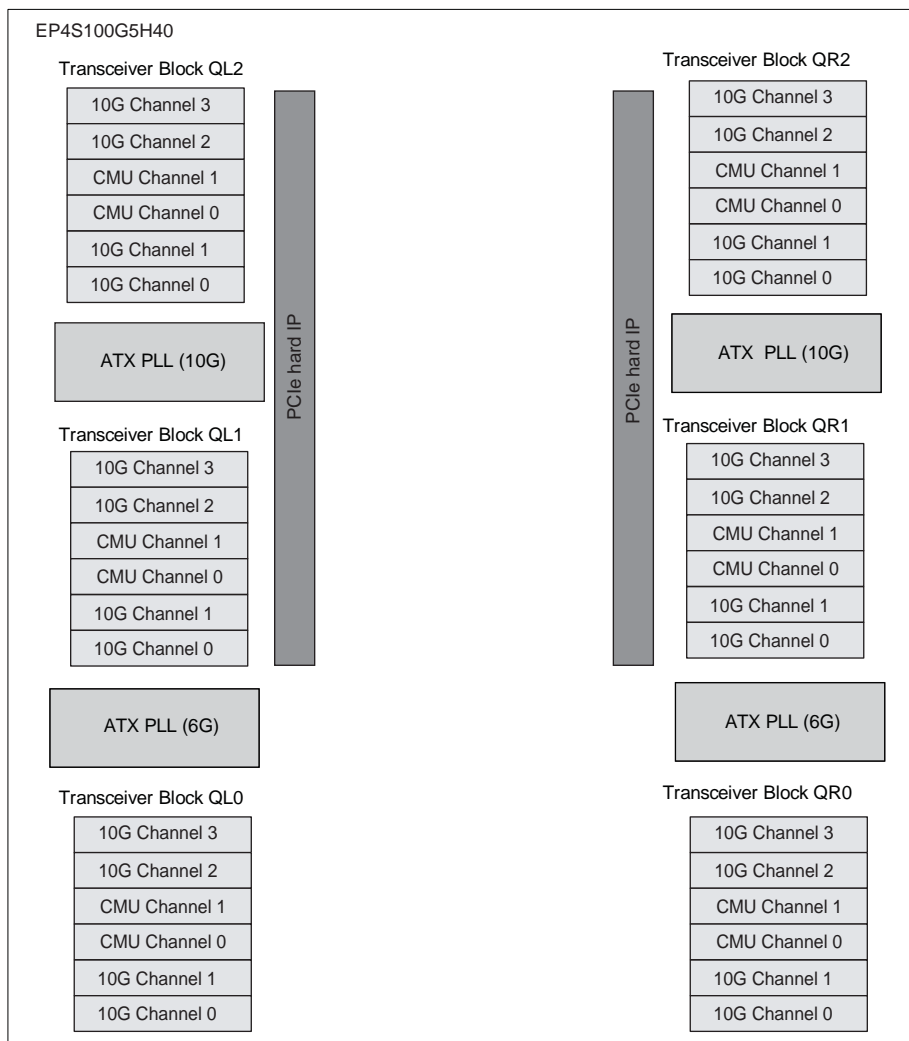 EP4S100G5H40
Transceiver Block QL2
10G Channel 3
10G Channel 2
CMU Channel 1
CMU Channel 0
10G Channel 1
10G Channel 0
ATX PLL (10G)
Transceiver Block QL1
10G Channel 3
10G Channel 2
CMU Channel 1
CMU Channel 0
10G Channel 1
10G Channel 0
ATX PLL (6G)
Transceiver Block QL0
10G Channel 3
10G Channel 2
CMU Channel 1
CMU Channel 0
10G Channel 1
10G Channel 0
PCIe hard IP
PCIe hard IP
Transceiver Block QR2
10G Channel 3
10G Channel 2
CMU Channel 1
CMU Channel 0
10G Channel 1
10G Channel 0
ATX PLL (10G)
Transceiver Block QR1
10G Channel 3
10G Channel 2
CMU Channel 1
CMU Channel 0
10G Channel 1
10G Channel 0
ATX PLL (6G)
Transceiver Block QR0
10G Channel 3
10G Channel 2
CMU Channel 1
CMU Channel 0
10G Channel 1
10G Channel 0